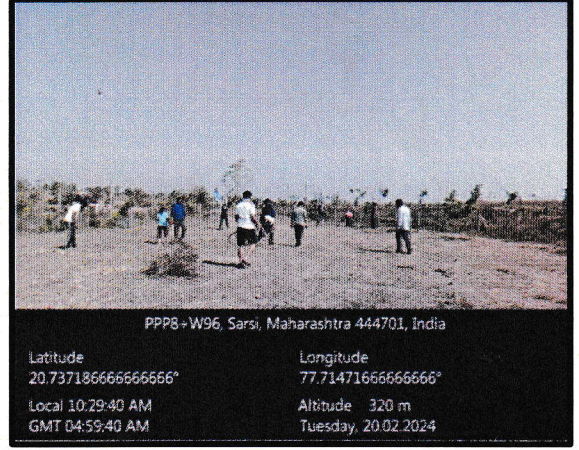 PPP8+W96, Sarsi, Maharashtra 444701, India
Latitude
20.737186666666666°
Longitude
77.71471666666666°
Local 10:29:40 AM
GMT 04:59:40 AM
Altitude 320 m
Tuesday, 20.02.2024